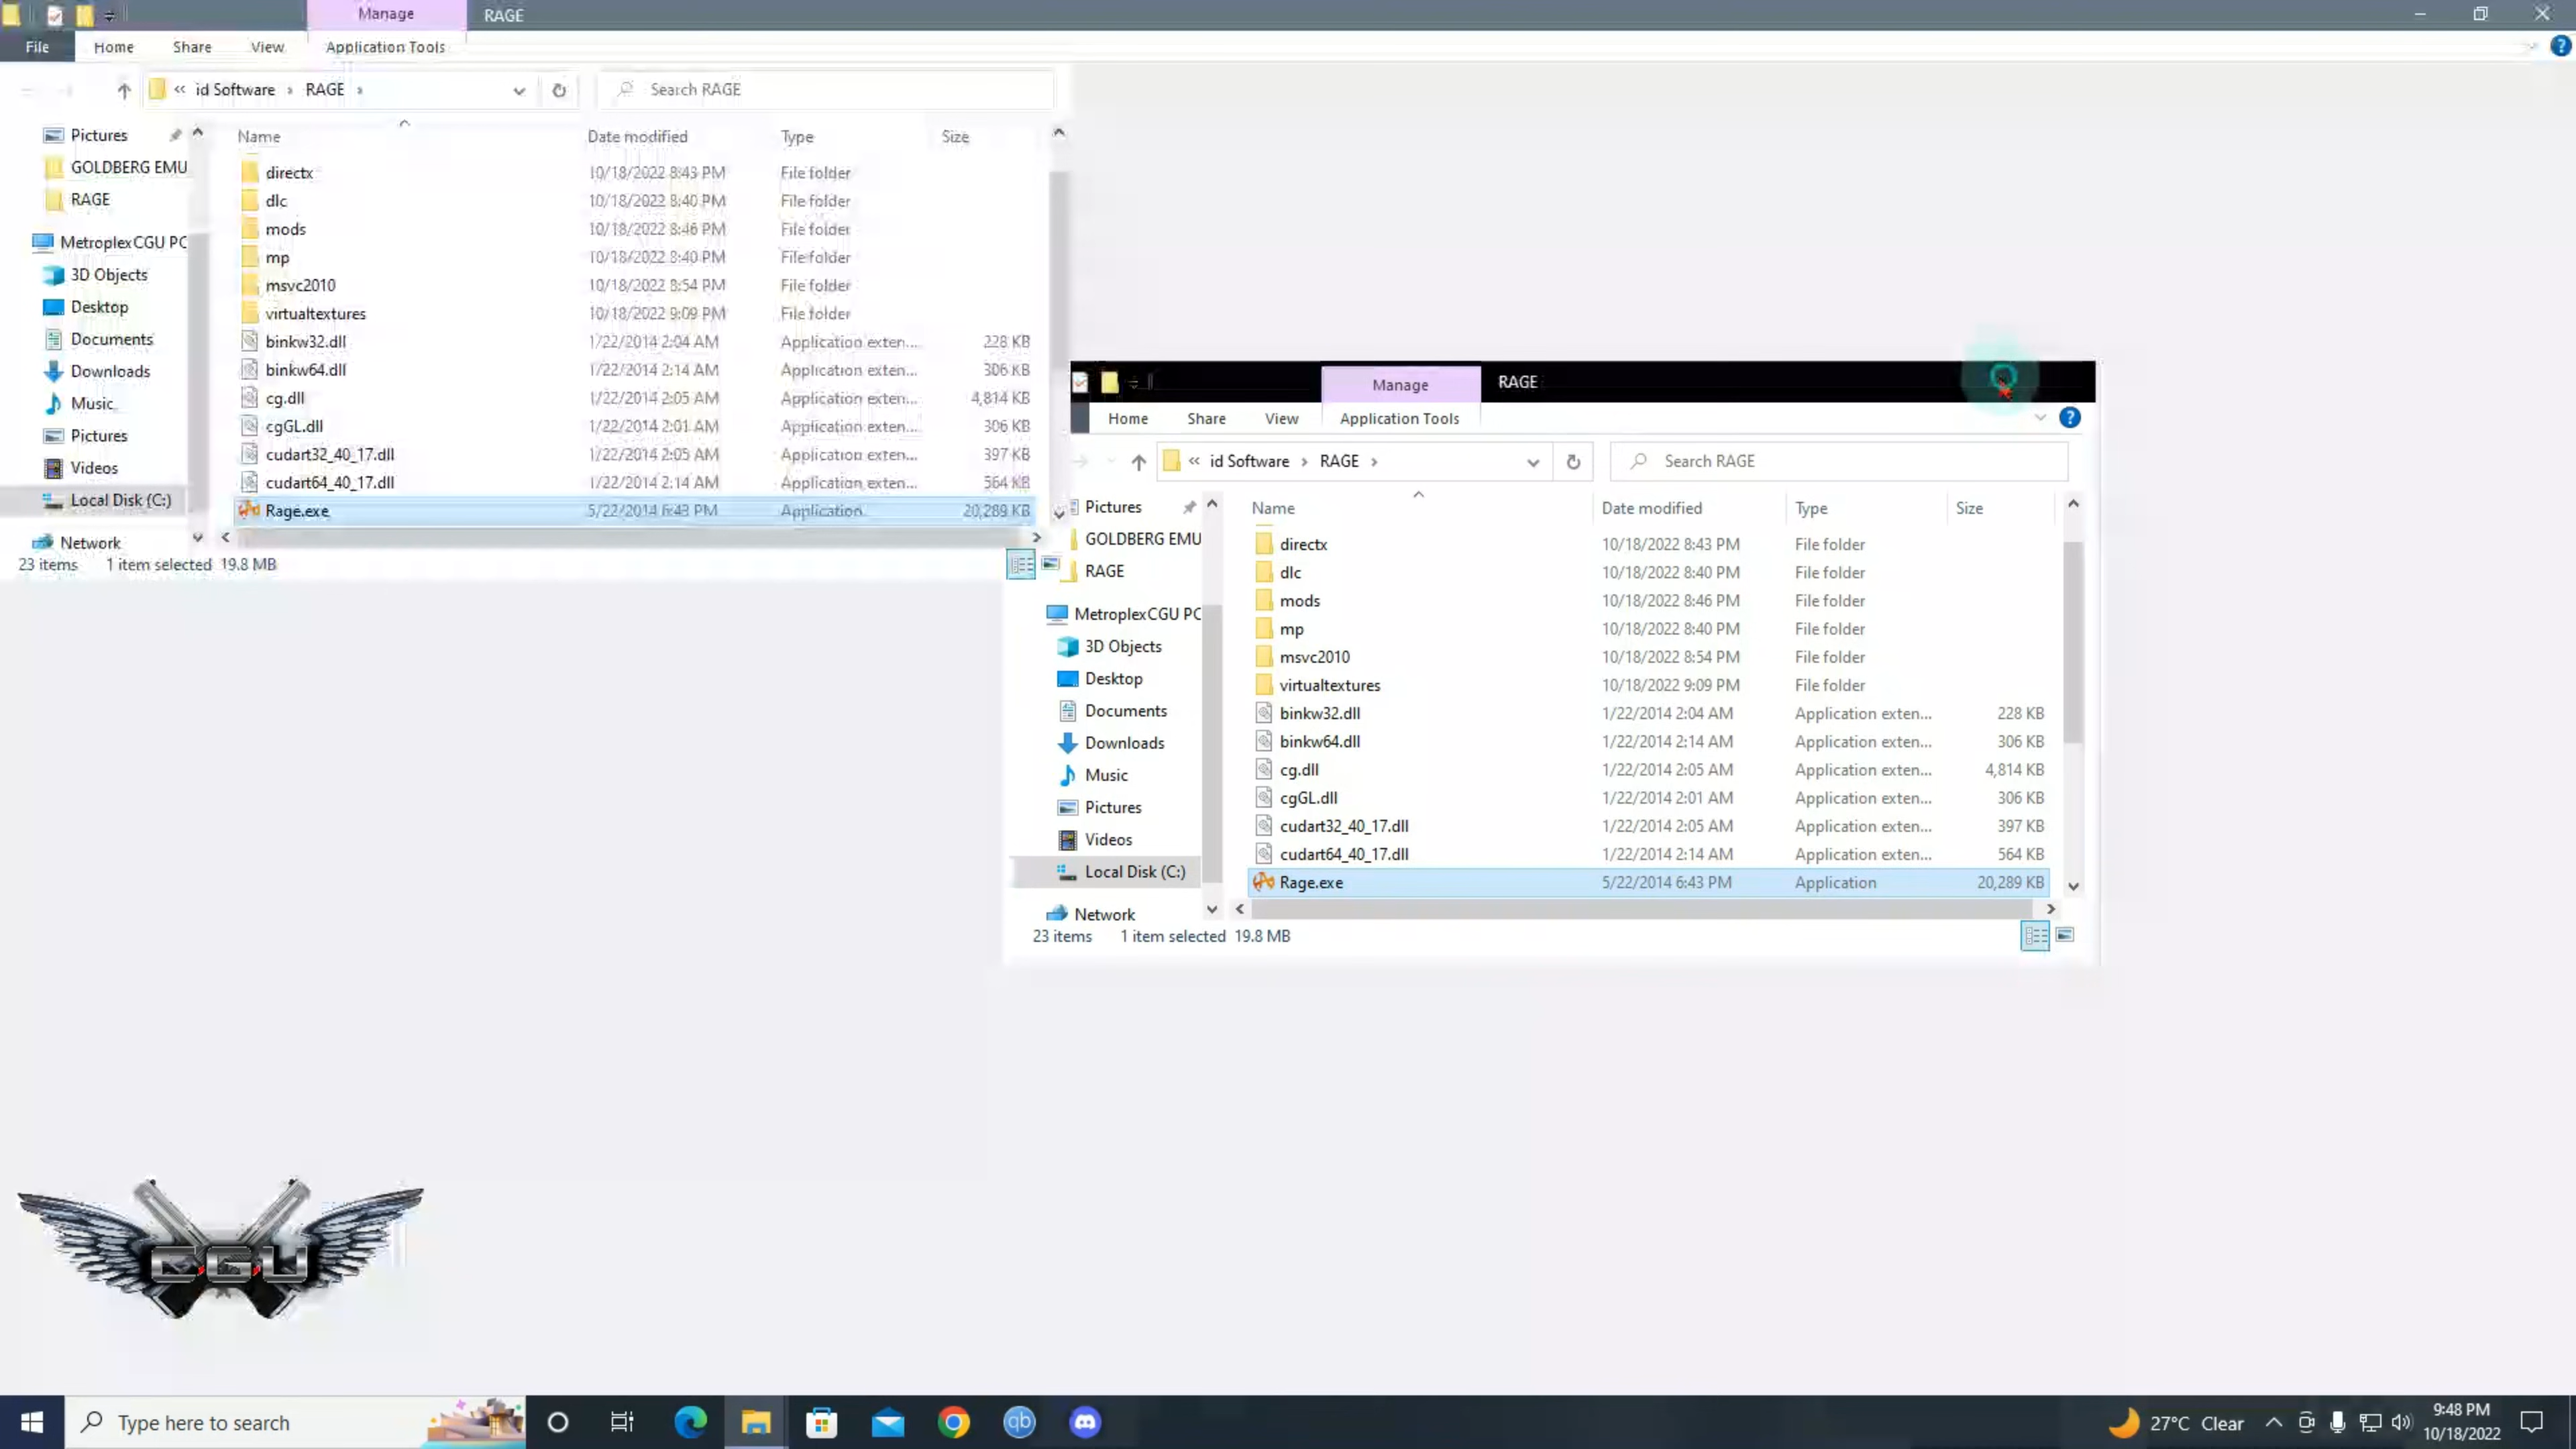 Manage RAGE
File Home Share View Application Tools
« id Software › RAGE › Search RAGE
Name Date modified Type Size
Pictures
GOLDBERG EMU
RAGE
MetroplexCGU PC
3D Objects
Desktop
Documents
Downloads
Music
Pictures
Videos
Local Disk (C:)
Network
directx 10/18/2022 8:43 PM File folder
dlc 10/18/2022 8:40 PM File folder
mods 10/18/2022 8:46 PM File folder
mp 10/18/2022 8:40 PM File folder
msvc2010 10/18/2022 8:54 PM File folder
virtualtextures 10/18/2022 9:09 PM File folder
binkw32.dll 1/22/2014 2:04 AM Application exten... 228 KB
binkw64.dll 1/22/2014 2:14 AM Application exten... 306 KB
cg.dll 1/22/2014 2:05 AM Application exten... 4,814 KB
cgGL.dll 1/22/2014 2:01 AM Application exten... 306 KB
cudart32_40_17.dll 1/22/2014 2:05 AM Application exten... 397 KB
cudart64_40_17.dll 1/22/2014 2:14 AM Application exten... 564 KB
Rage.exe 5/22/2014 6:43 PM Application 20,289 KB
23 items 1 item selected 19.8 MB
Manage RAGE
Home Share View Application Tools
« id Software › RAGE › Search RAGE
Name Date modified Type Size
Pictures
GOLDBERG EMU
RAGE
MetroplexCGU PC
3D Objects
Desktop
Documents
Downloads
Music
Pictures
Videos
Local Disk (C:)
Network
directx 10/18/2022 8:43 PM File folder
dlc 10/18/2022 8:40 PM File folder
mods 10/18/2022 8:46 PM File folder
mp 10/18/2022 8:40 PM File folder
msvc2010 10/18/2022 8:54 PM File folder
virtualtextures 10/18/2022 9:09 PM File folder
binkw32.dll 1/22/2014 2:04 AM Application exten... 228 KB
binkw64.dll 1/22/2014 2:14 AM Application exten... 306 KB
cg.dll 1/22/2014 2:05 AM Application exten... 4,814 KB
cgGL.dll 1/22/2014 2:01 AM Application exten... 306 KB
cudart32_40_17.dll 1/22/2014 2:05 AM Application exten... 397 KB
cudart64_40_17.dll 1/22/2014 2:14 AM Application exten... 564 KB
Rage.exe 5/22/2014 6:43 PM Application 20,289 KB
23 items 1 item selected 19.8 MB
C.G.U
Type here to search
qb
27°C Clear
9:48 PM
10/18/2022